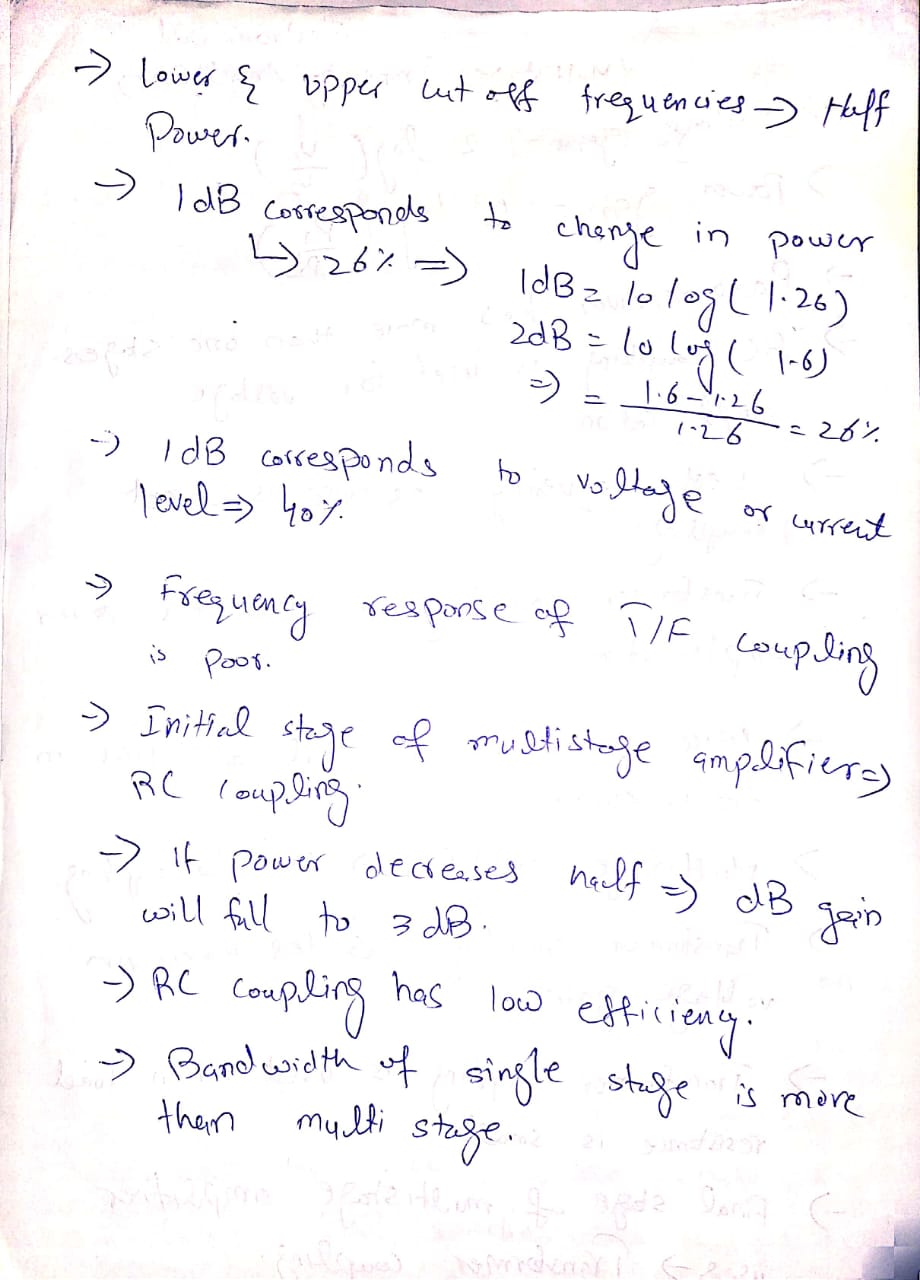 → Lower & upper cut off frequencies → Half
Power.
→ 1dB corresponds to change in power
↳ 26% ⇒ 1dB = 10 log (1.26)
2dB = 10 log (1.6)
⇒ = 1.6-1.26 / 1.26 = 26%
→ 1dB corresponds to voltage or current
level ⇒ 40%.
→ Frequency response of T/F coupling
is poor.
→ Initial stage of multistage amplifier ⇒
RC coupling.
→ If power decreases half ⇒ dB gain
will fall to 3 dB.
→ RC coupling has low efficiency.
→ Bandwidth of single stage is more
than multi stage.